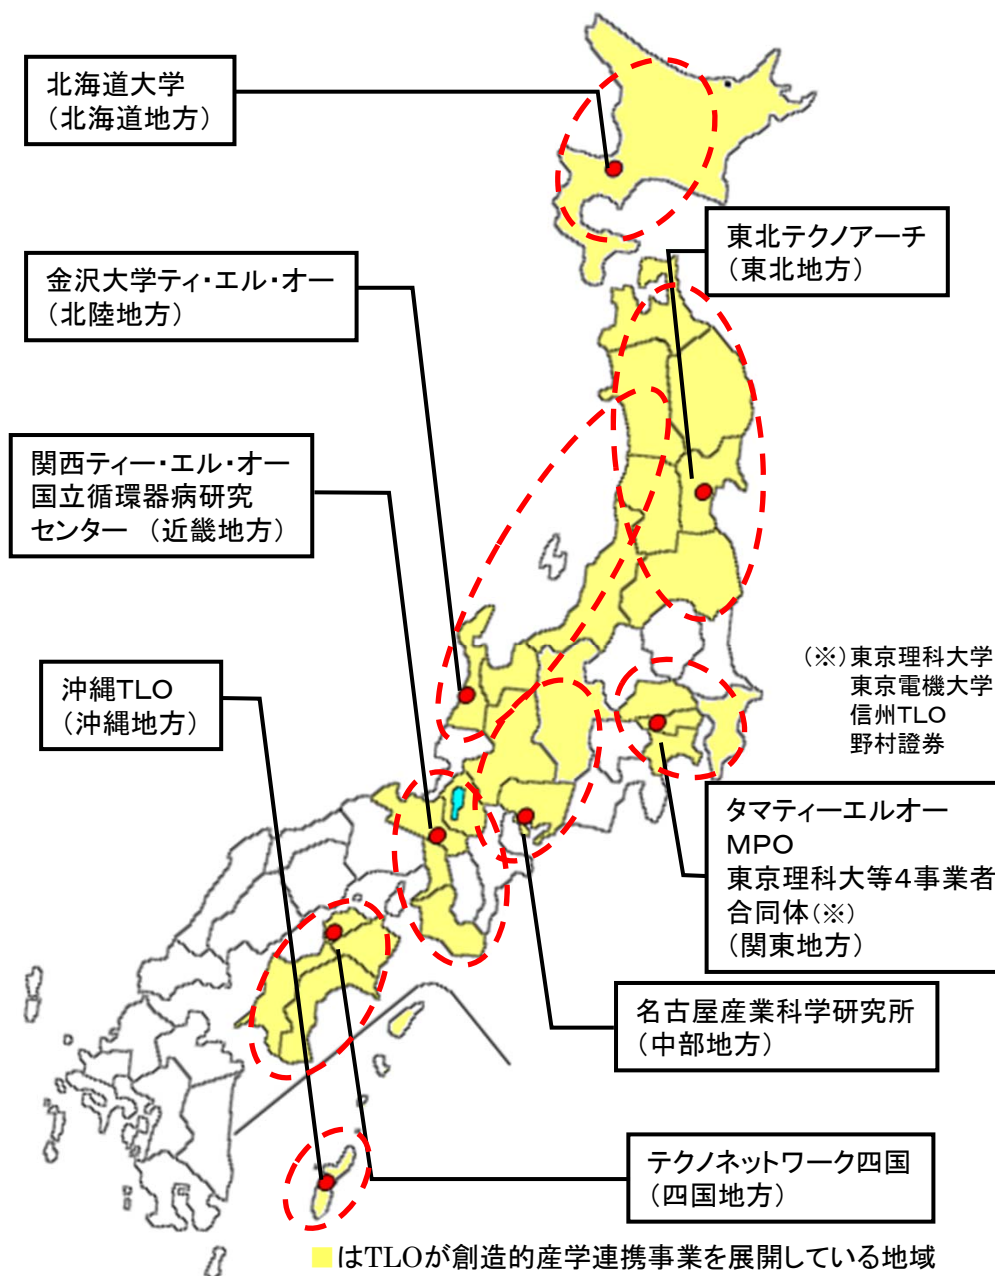 北海道大学
（北海道地方）
東北テクノアーチ
（東北地方）
金沢大学ティ・エル・オー
（北陸地方）
関西ティー・エル・オー
国立循環器病研究
センター （近畿地方）
（※）東京理科大学
東京電機大学
信州TLO
野村證券
沖縄TLO
（沖縄地方）
タマティーエルオー
MPO
東京理科大等４事業者
合同体（※）
（関東地方）
名古屋産業科学研究所
（中部地方）
テクノネットワーク四国
（四国地方）
はTLOが創造的産学連携事業を展開している地域